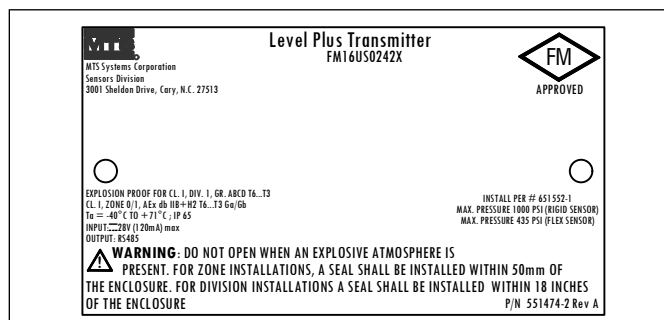 MTS
Level Plus Transmitter
FM16US0242X
MTS Systems Corporation
Sensors Division
3001 Sheldon Drive, Cary, N.C. 27513
FM
APPROVED
EXPLOSION PROOF FOR CL. I, DIV. 1, GR. ABCD T6...T3
CL. I, ZONE 0/1, AEx db IIB+H2 T6...T3 Ga/Gb
Ta = -40°C TO +71°C ; IP 65
INPUT:⎓28V (120mA) max
OUTPUT: RS485
INSTALL PER # 651552-1
MAX. PRESSURE 1000 PSI (RIGID SENSOR)
MAX. PRESSURE 435 PSI (FLEX SENSOR)
WARNING: DO NOT OPEN WHEN AN EXPLOSIVE ATMOSPHERE IS
PRESENT. FOR ZONE INSTALLATIONS, A SEAL SHALL BE INSTALLED WITHIN 50mm OF
THE ENCLOSURE. FOR DIVISION INSTALLATIONS A SEAL SHALL BE INSTALLED WITHIN 18 INCHES
OF THE ENCLOSURE
P/N 551474-2 Rev A